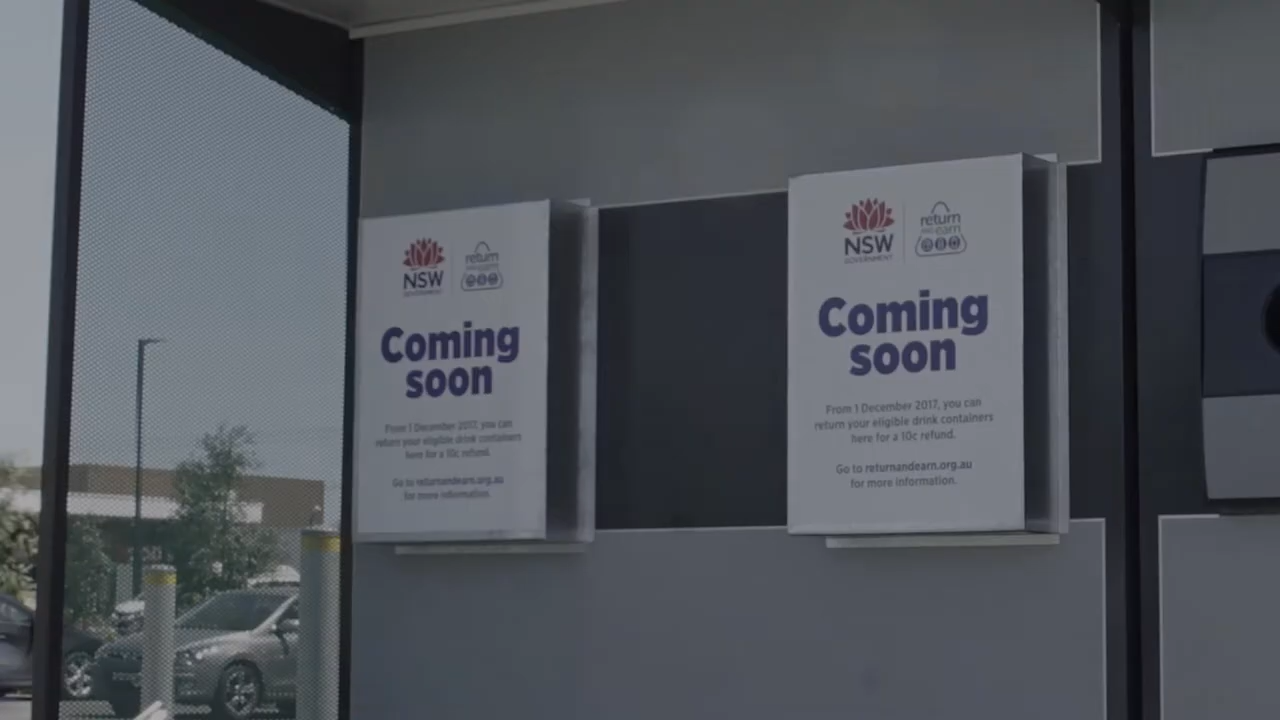 NSW
GOVERNMENT
return
and earn
Coming
soon
From 1 December 2017, you can
return your eligible drink containers
here for a 10c refund.
Go to returnandearn.org.au
for more information.
NSW
GOVERNMENT
return
and earn
Coming
soon
From 1 December 2017, you can
return your eligible drink containers
here for a 10c refund.
Go to returnandearn.org.au
for more information.